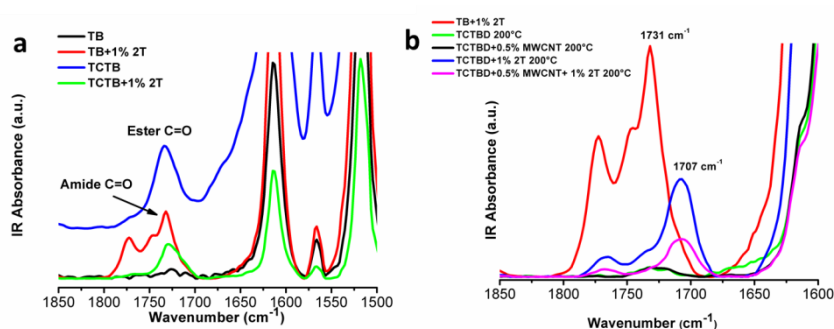 a
TB
TB+1% 2T
TCTB
TCTB+1% 2T
Ester C=O
Amide C=O
IR Absorbance (a.u.)
1850 1800 1750 1700 1650 1600 1550 1500
Wavenumber (cm-1)
b
TB+1% 2T
TCTBD 200°C
TCTBD+0.5% MWCNT 200°C
TCTBD+1% 2T 200°C
TCTBD+0.5% MWCNT+ 1% 2T 200°C
1731 cm-1
1707 cm-1
IR Absorbance (a.u.)
1850 1800 1750 1700 1650 1600
Wavenumber (cm-1)